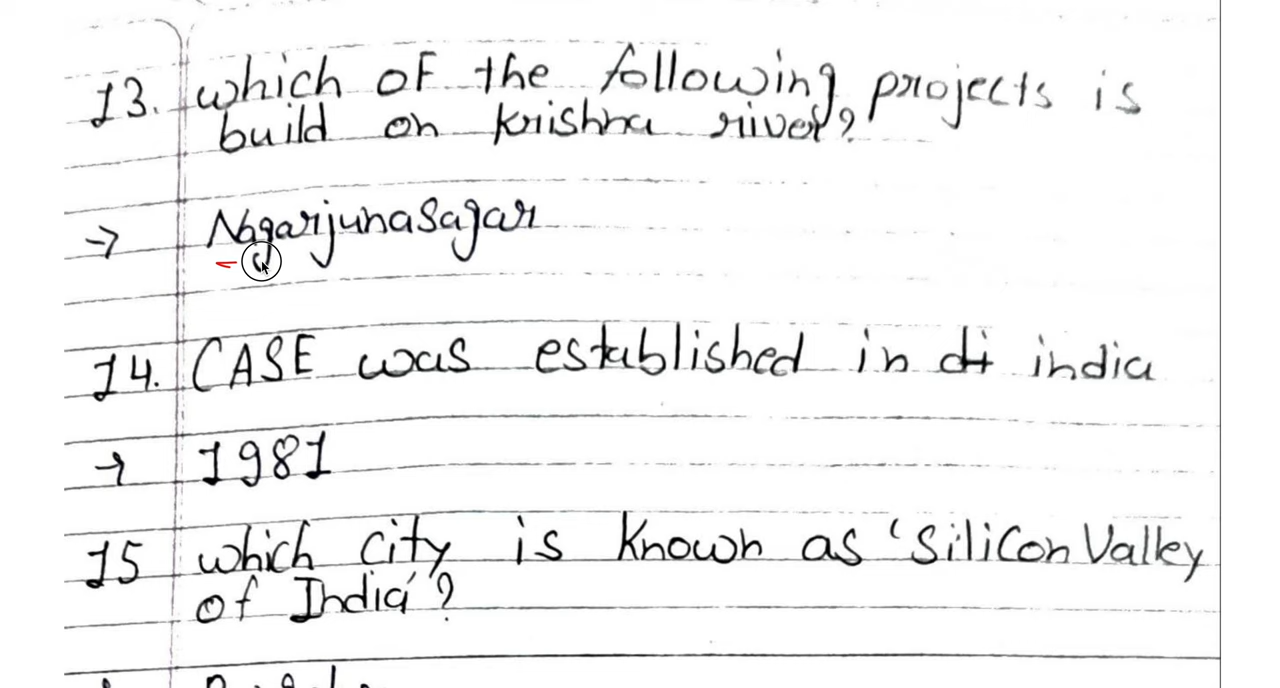 13. which of the following projects is
build on krishna river?
→ Nagarjunasagar
14. CASE was established in india
→ 1981
15 which city is known as 'Silicon Valley
of India'?